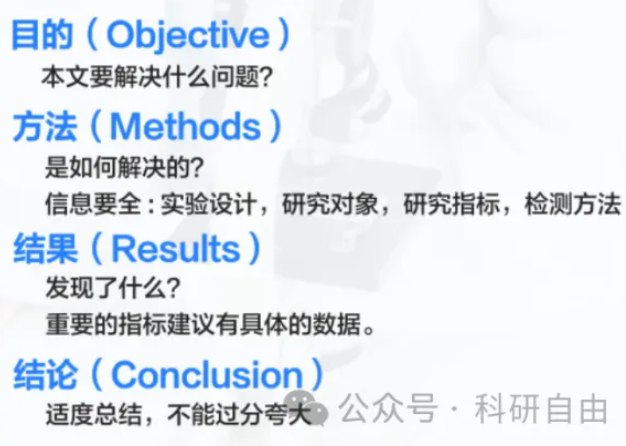 目的（Objective）
本文要解决什么问题？
方法（Methods）
是如何解决的？
信息要全：实验设计，研究对象，研究指标，检测方法
结果（Results）
发现了什么？
重要的指标建议有具体的数据。
结论（Conclusion）
适度总结，不能过分夸大
公众号·科研自由